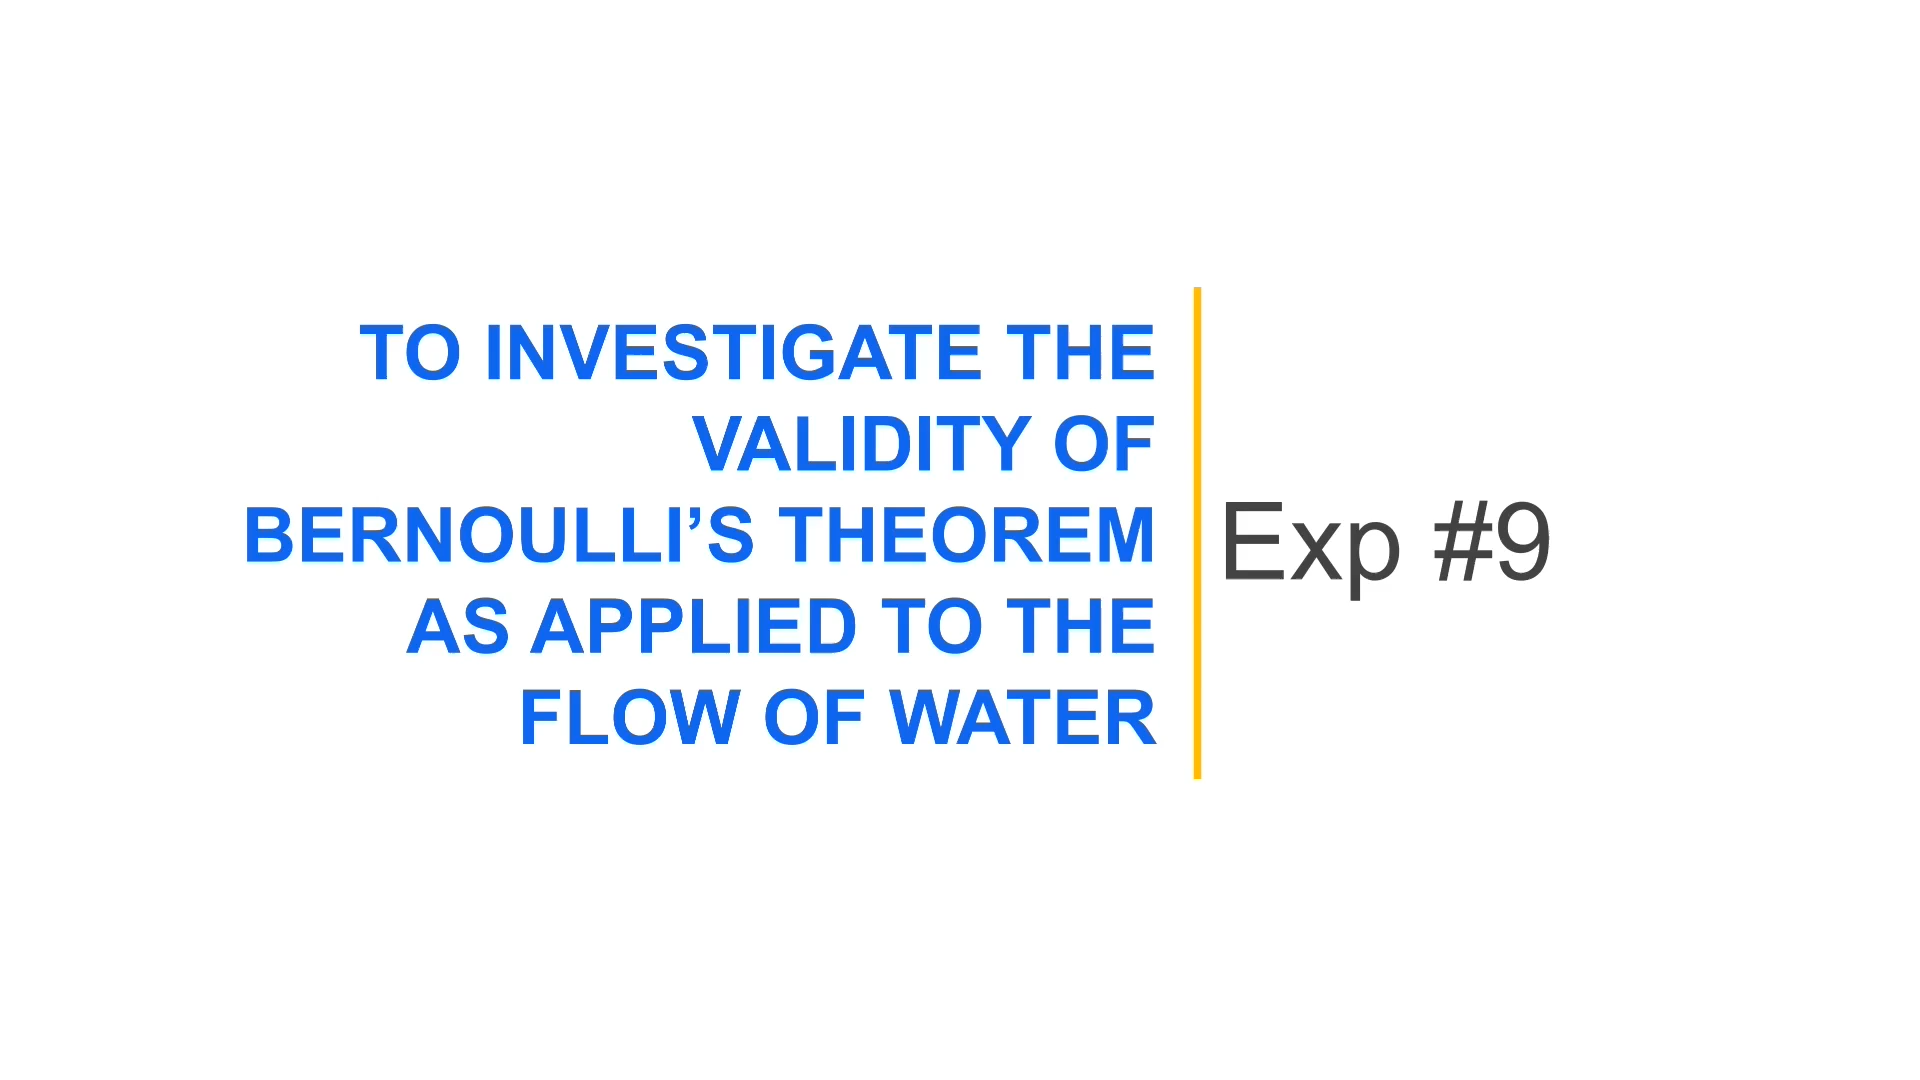 TO INVESTIGATE THE
VALIDITY OF
BERNOULLI’S THEOREM
AS APPLIED TO THE
FLOW OF WATER
Exp #9